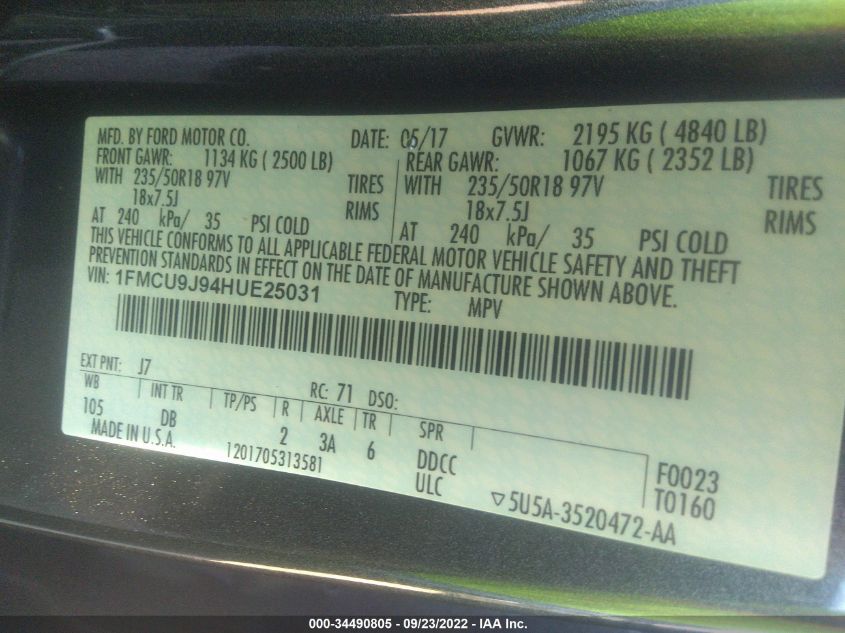 MFD. BY FORD MOTOR CO. DATE: 05/17 GVWR: 2195 KG ( 4840 LB)
FRONT GAWR: 1134 KG ( 2500 LB) REAR GAWR: 1067 KG ( 2352 LB)
WITH 235/50R18 97V TIRES WITH 235/50R18 97V TIRES
18x7.5J RIMS 18x7.5J RIMS
AT 240 kPa/ 35 PSI COLD AT 240 kPa/ 35 PSI COLD
THIS VEHICLE CONFORMS TO ALL APPLICABLE FEDERAL MOTOR VEHICLE SAFETY AND THEFT
PREVENTION STANDARDS IN EFFECT ON THE DATE OF MANUFACTURE SHOWN ABOVE.
VIN: 1FMCU9J94HUE25031 TYPE: MPV
EXT PNT: J7 RC: 71 DSO:
WB INT TR TP/PS R AXLE TR SPR
105 DB 2 3A 6 DDCC F0023
MADE IN U.S.A. 1201705313581 ULC T0160
▽5U5A-3520472-AA
000-34490805 - 09/23/2022 - IAA Inc.